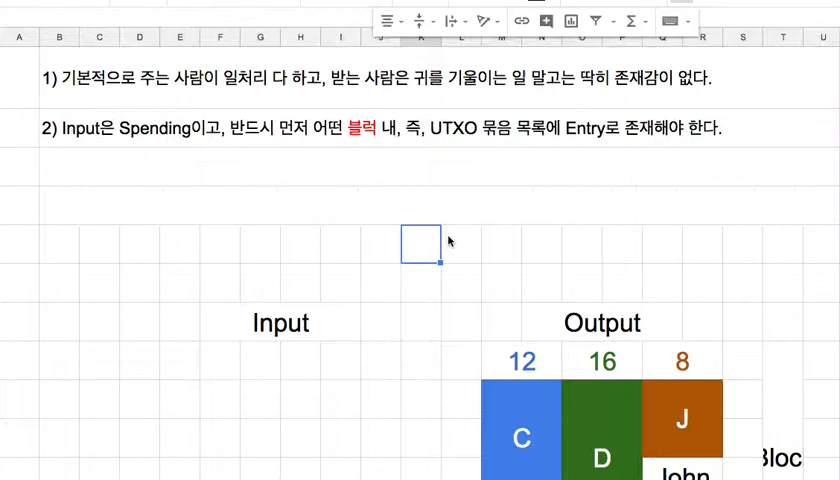 A B C D E F G H I J K L M N O P Q R S T U
1) 기본적으로 주는 사람이 일처리 다 하고, 받는 사람은 귀를 기울이는 일 말고는 딱히 존재감이 없다.
2) Input은 Spending이고, 반드시 먼저 어떤 블럭 내, 즉, UTXO 묶음 목록에 Entry로 존재해야 한다.
Input Output
12 16 8
J
C
D
John